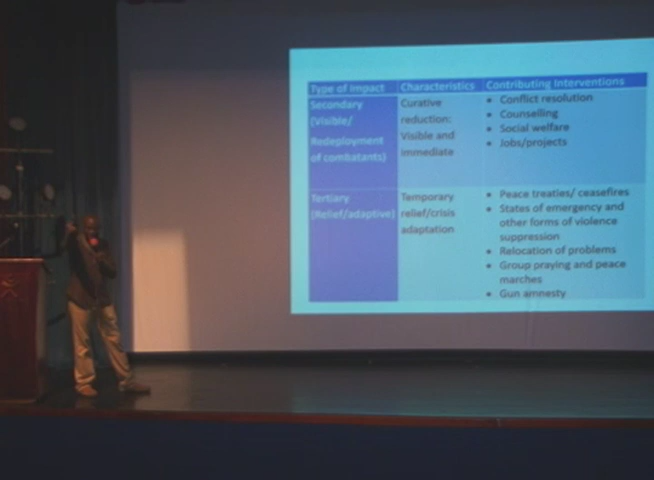 Type of Impact Characteristics Contributing Interventions
Secondary
(Visible/
Redeployment
of combatants)
Curative
reduction:
Visible and
immediate
• Conflict resolution
• Counselling
• Social welfare
• Jobs/projects
Tertiary
(Relief/adaptive)
Temporary
relief/crisis
adaptation
• Peace treaties/ ceasefires
• States of emergency and
other forms of violence
suppression
• Relocation of problems
• Group praying and peace
marches
• Gun amnesty